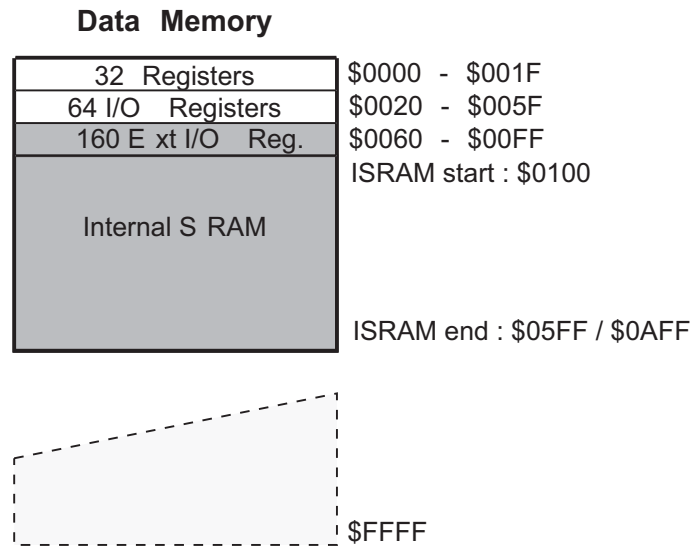 Data Memory
32 Registers
$0000 - $001F
64 I/O Registers
$0020 - $005F
160 E xt I/O Reg.
$0060 - $00FF
ISRAM start : $0100
Internal S RAM
ISRAM end : $05FF / $0AFF
$FFFF